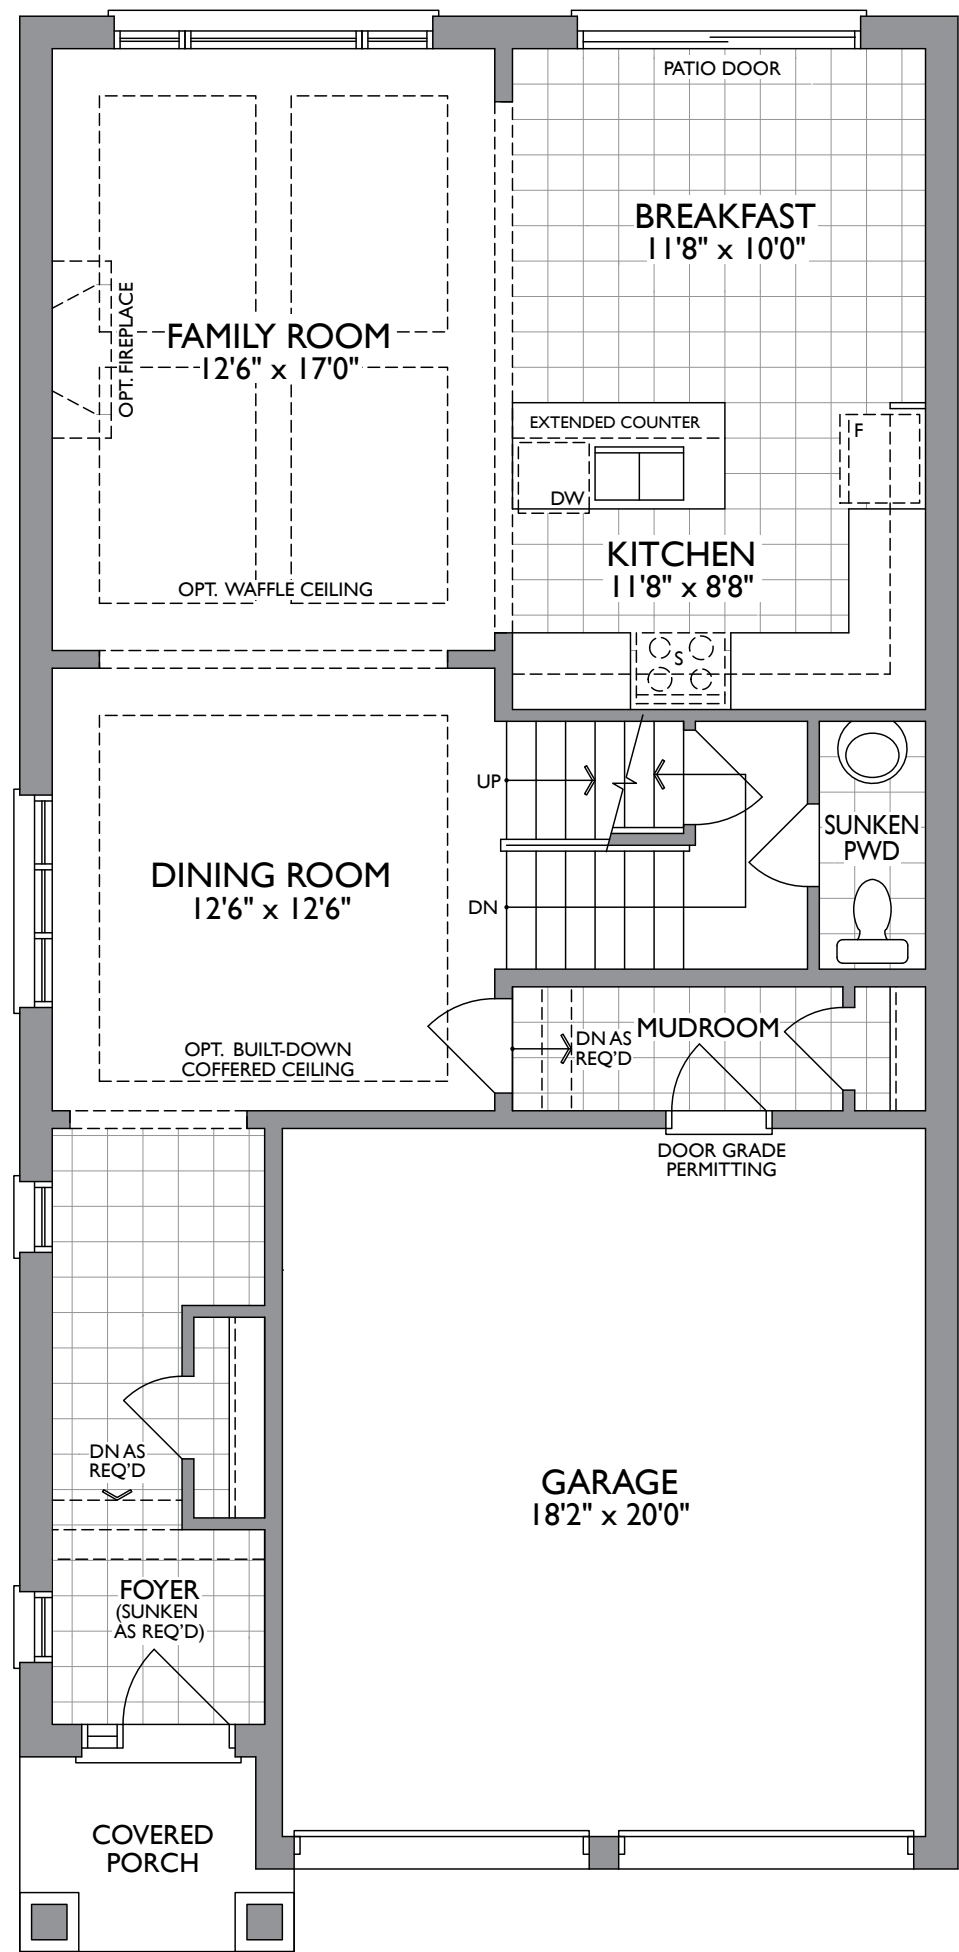 PATIO DOOR
BREAKFAST
11'8" x 10'0"
OPT. FIREPLACE
FAMILY ROOM
12'6" x 17'0"
EXTENDED COUNTER
F
DW
KITCHEN
11'8" x 8'8"
OPT. WAFFLE CEILING
S
UP
SUNKEN
PWD
DINING ROOM
12'6" x 12'6"
DN
MUDROOM
DN AS
REQ'D
OPT. BUILT-DOWN
COFFERED CEILING
DOOR GRADE
PERMITTING
DN AS
REQ'D
GARAGE
18'2" x 20'0"
FOYER
(SUNKEN
AS REQ'D)
COVERED
PORCH